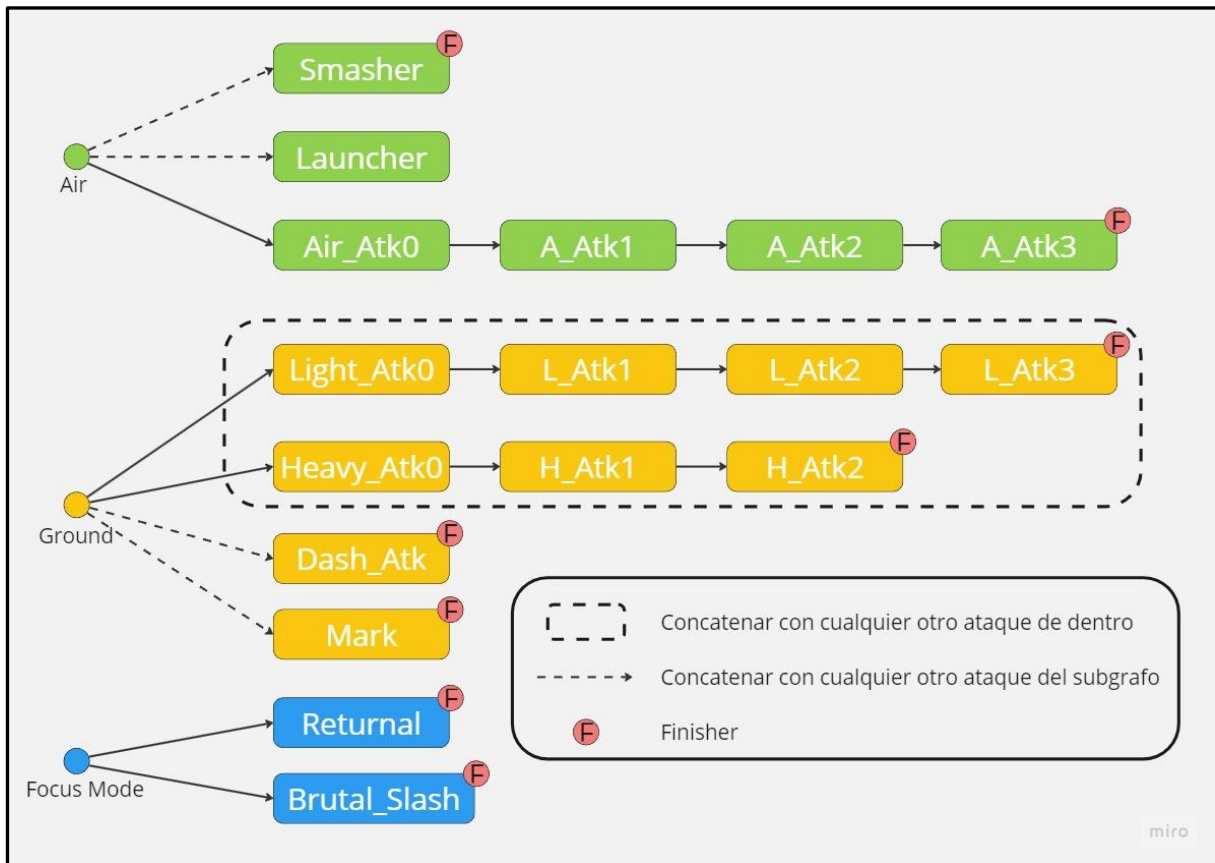 F
Smasher
Launcher
Air
F
Air_Atk0
A_Atk1
A_Atk2
A_Atk3
F
Light_Atk0
L_Atk1
L_Atk2
L_Atk3
F
Heavy_Atk0
H_Atk1
H_Atk2
Ground
F
Dash_Atk
F
Mark
F
Returnal
Focus Mode
F
Brutal_Slash
Concatenar con cualquier otro ataque de dentro
Concatenar con cualquier otro ataque del subgrafo
F
Finisher
miro